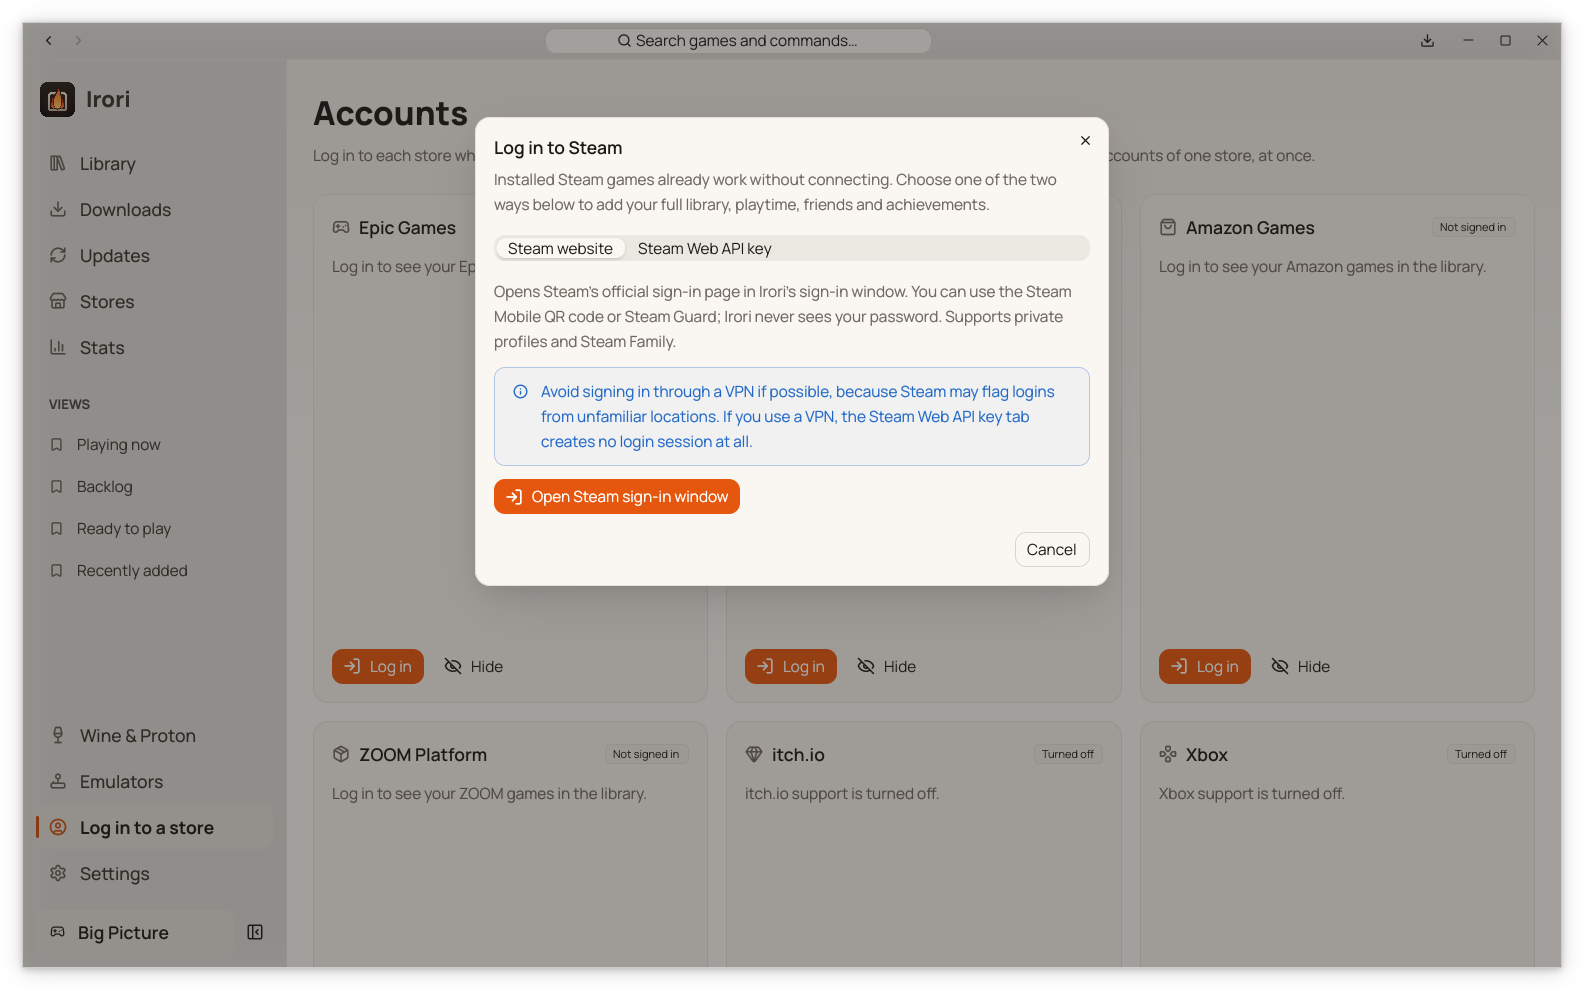 Search games and commands...
Irori
Library
Downloads
Updates
Stores
Stats
VIEWS
Playing now
Backlog
Ready to play
Recently added
Wine & Proton
Emulators
Log in to a store
Settings
Big Picture
Accounts
Log in to each store wh
ccounts of one store, at once.
Epic Games
Log in to see your Ep
Log in
Hide
Log in
Hide
Amazon Games
Not signed in
Log in to see your Amazon games in the library.
Log in
Hide
ZOOM Platform
Not signed in
Log in to see your ZOOM games in the library.
itch.io
Turned off
itch.io support is turned off.
Xbox
Turned off
Xbox support is turned off.
Log in to Steam
Installed Steam games already work without connecting. Choose one of the two
ways below to add your full library, playtime, friends and achievements.
Steam website
Steam Web API key
Opens Steam's official sign-in page in Irori's sign-in window. You can use the Steam
Mobile QR code or Steam Guard; Irori never sees your password. Supports private
profiles and Steam Family.
Avoid signing in through a VPN if possible, because Steam may flag logins
from unfamiliar locations. If you use a VPN, the Steam Web API key tab
creates no login session at all.
Open Steam sign-in window
Cancel